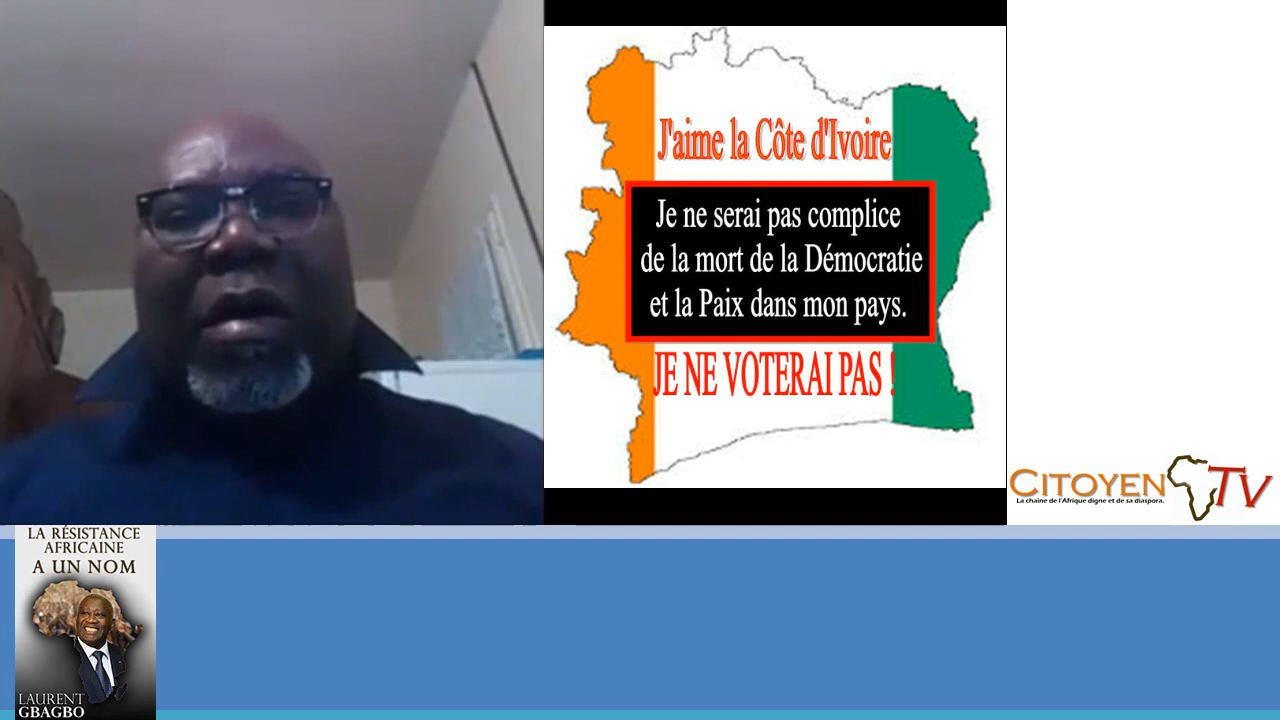 J'aime la Côte d'Ivoire
Je ne serai pas complice
de la mort de la Démocratie
et la Paix dans mon pays.
JE NE VOTERAI PAS !
CITOYEN TV
La chaine de l'Afrique digne et de sa diaspora.
LA RÉSISTANCE
AFRICAINE
A UN NOM
LAURENT
GBAGBO